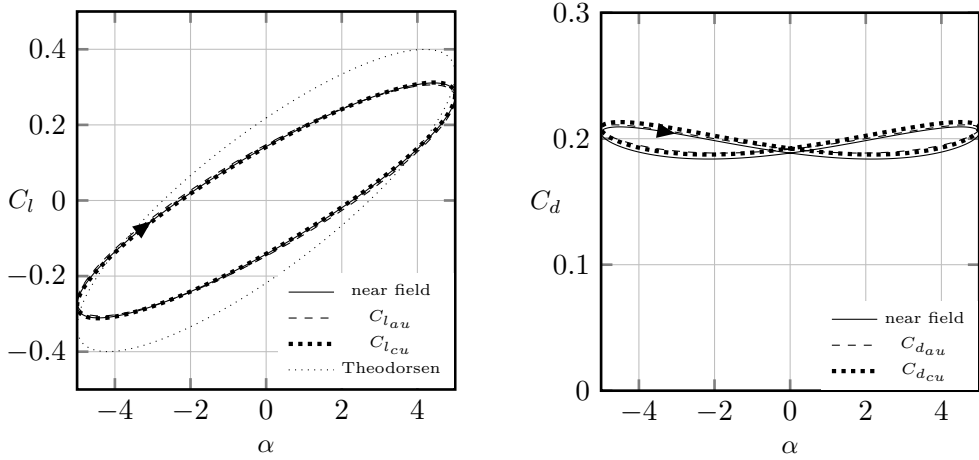 0.4
0.2
0
−0.2
−0.4
C_l
−4 −2 0 2 4
α
near field
C_{l_{au}}
C_{l_{cu}}
Theodorsen
0.3
0.2
0.1
0
C_d
−4 −2 0 2 4
α
near field
C_{d_{au}}
C_{d_{cu}}